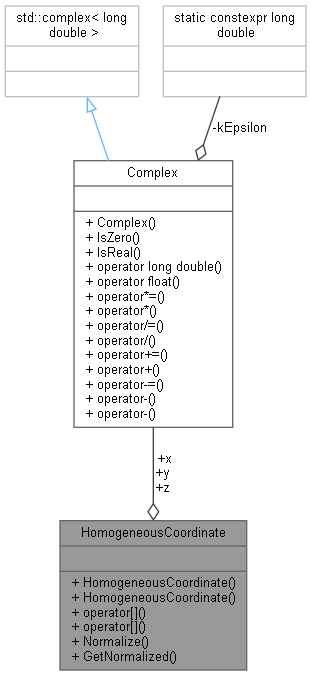 std::complex< long
double >
static constexpr long
double
-kEpsilon
Complex
+ Complex()
+ IsZero()
+ IsReal()
+ operator long double()
+ operator float()
+ operator*=()
+ operator*()
+ operator/=()
+ operator/()
+ operator+=()
+ operator+()
+ operator-=()
+ operator-()
+ operator-()
+x
+y
+z
HomogeneousCoordinate
+ HomogeneousCoordinate()
+ HomogeneousCoordinate()
+ operator[]()
+ operator[]()
+ Normalize()
+ GetNormalized()